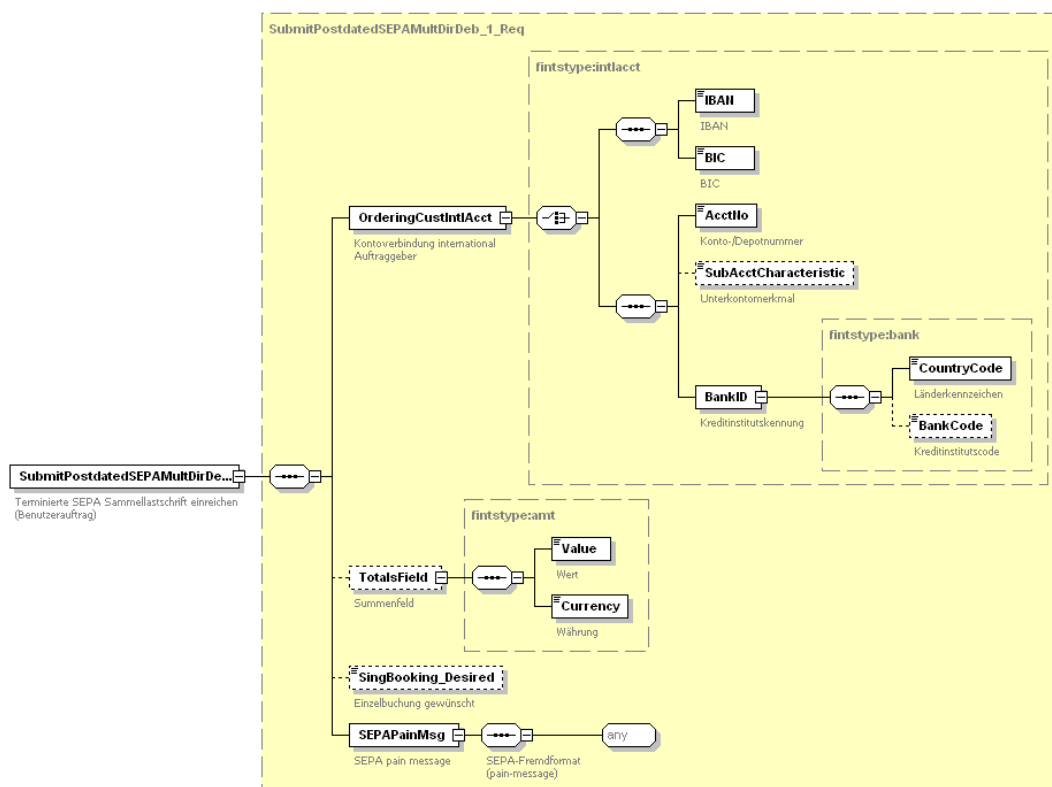 SubmitPostdatedSEPAMultDirDeb_1_Req
fintstype:intlacct
IBAN
IBAN
BIC
BIC
OrderingCustIntlAcct
Kontoverbindung international
Auftraggeber
AcctNo
Konto-/Depotnummer
SubAcctCharacteristic
Unterkontomerkmal
fintstype:bank
CountryCode
Länderkennzeichen
BankID
Kreditinstitutskennung
BankCode
Kreditinstitutscode
SubmitPostdatedSEPAMultDirDe...
Terminierte SEPA Sammellastschrift einreichen
(Benutzerauftrag)
fintstype:amt
Value
Wert
TotalsField
Summenfeld
Currency
Währung
SingBooking_Desired
Einzelbuchung gewünscht
SEPAPainMsg
SEPA pain message
SEPA-Fremdformat
(pain-message)
any